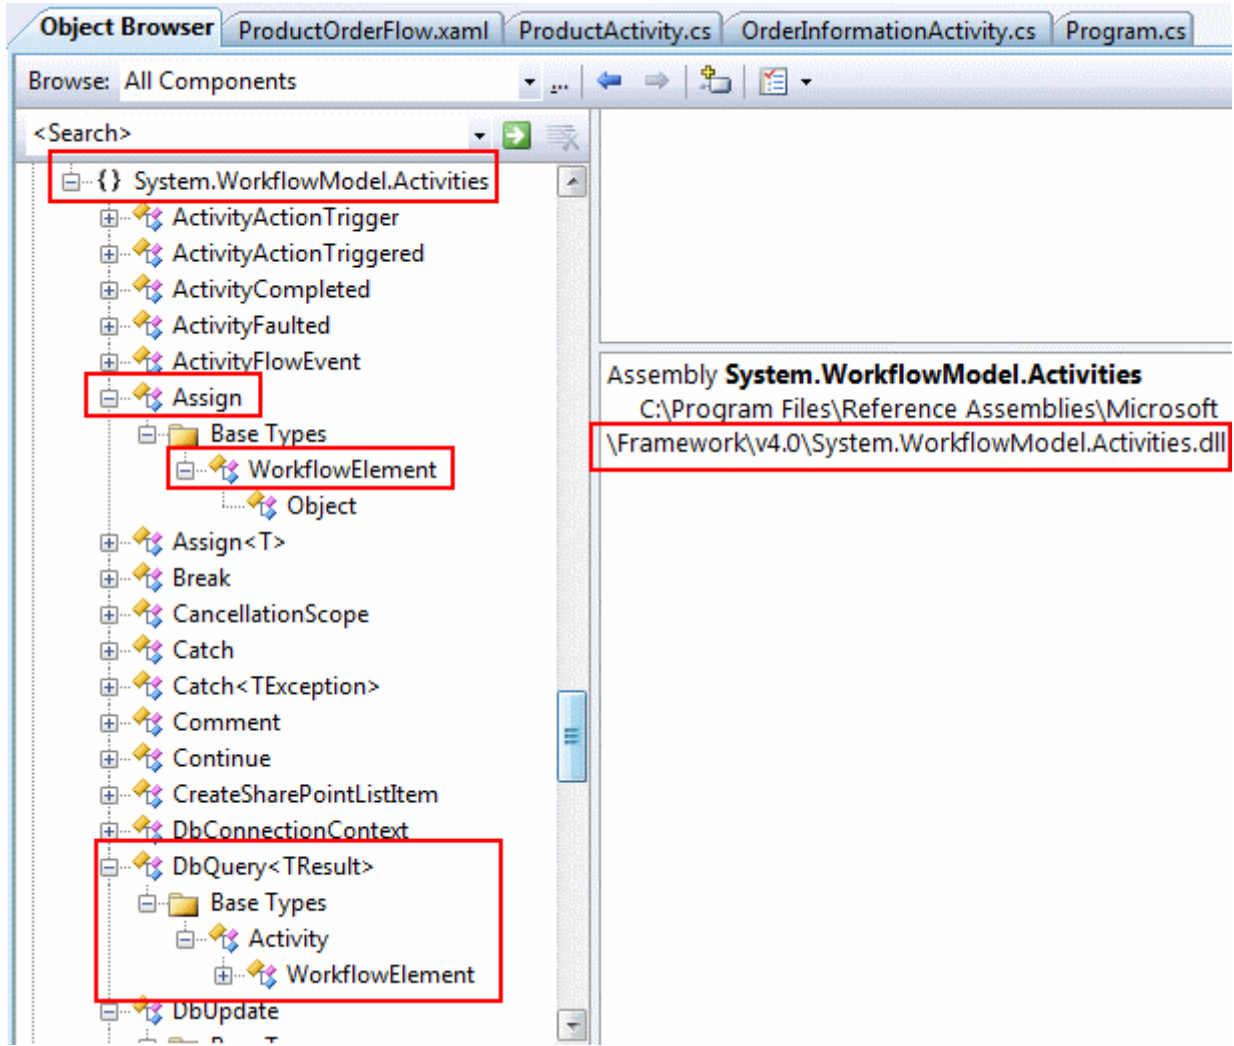 Object Browser ProductOrderFlow.xaml ProductActivity.cs OrderInformationActivity.cs Program.cs
Browse: All Components ...
<Search>
{} System.WorkflowModel.Activities
ActivityActionTrigger
ActivityActionTriggered
ActivityCompleted
ActivityFaulted
ActivityFlowEvent
Assign
Base Types
WorkflowElement
Object
Assign<T>
Break
CancellationScope
Catch
Catch<TException>
Comment
Continue
CreateSharePointListItem
DbConnectionContext
DbQuery<TResult>
Base Types
Activity
WorkflowElement
DbUpdate
Assembly System.WorkflowModel.Activities
C:\Program Files\Reference Assemblies\Microsoft
\Framework\v4.0\System.WorkflowModel.Activities.dll